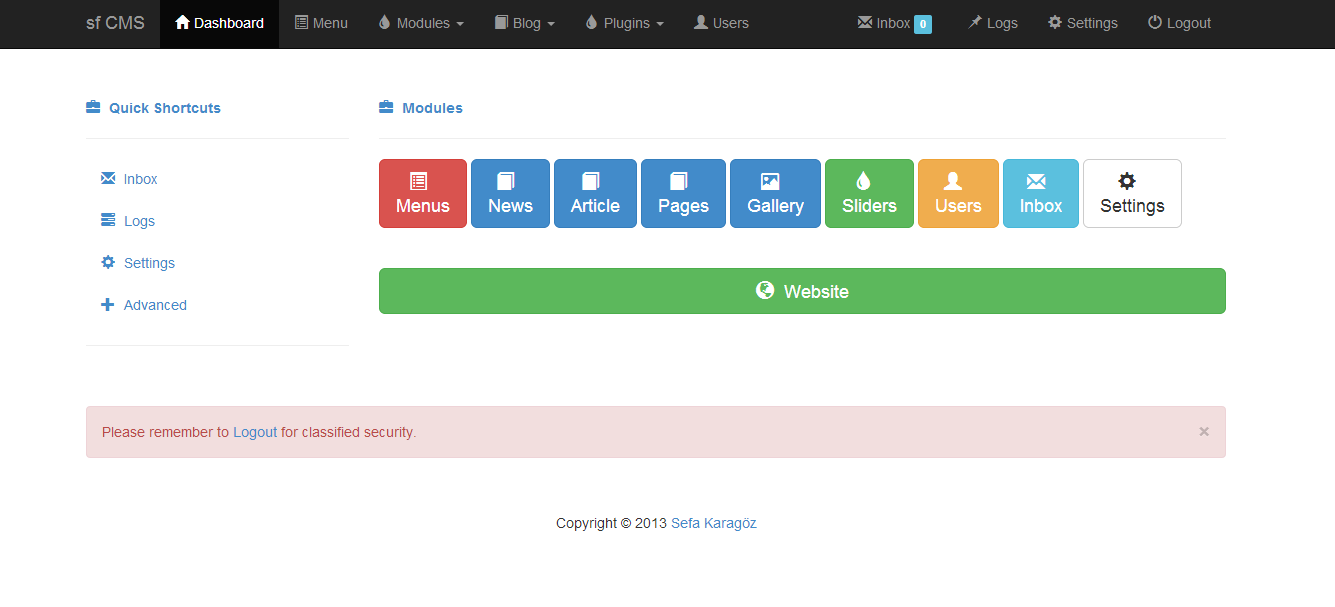 sf CMS Dashboard Menu Modules Blog Plugins Users Inbox 0 Logs Settings Logout
Quick Shortcuts
Inbox
Logs
Settings
Advanced
Modules
Menus News Article Pages Gallery Sliders Users Inbox Settings
Website
Please remember to Logout for classified security. ×
Copyright © 2013 Sefa Karagöz